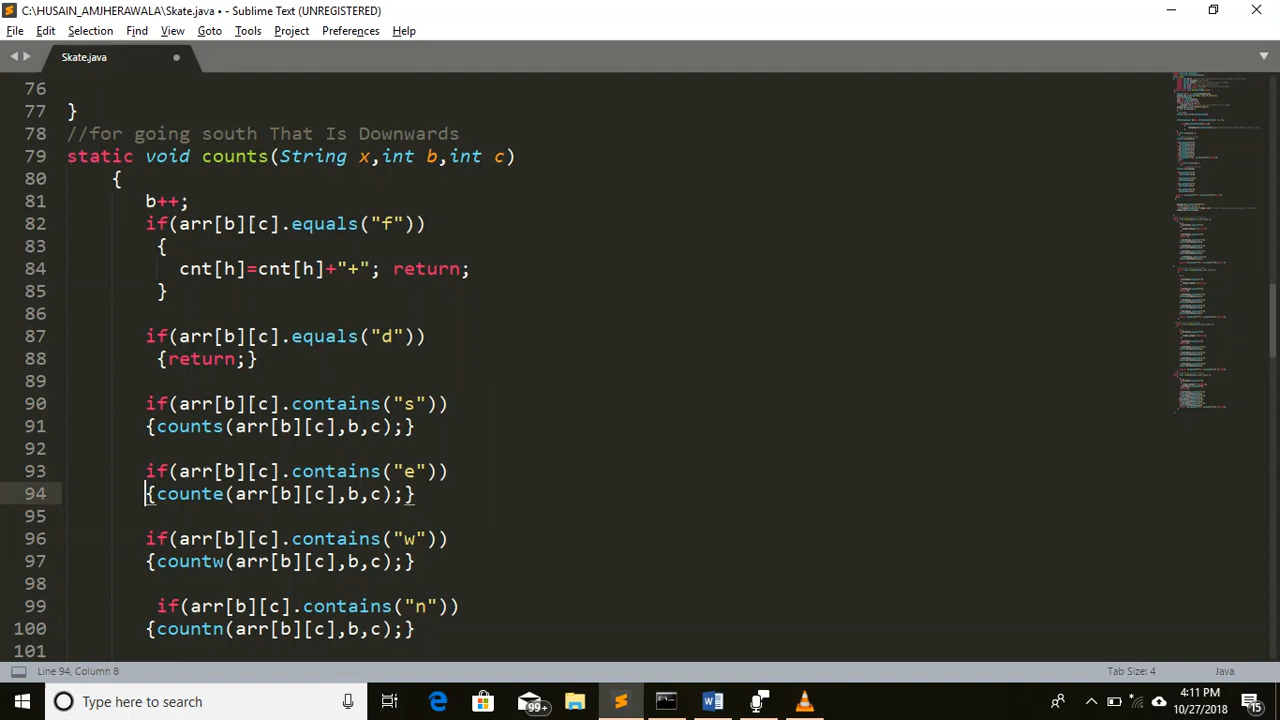 C:\HUSAIN_AMJHERAWALA\Skate.java • - Sublime Text (UNREGISTERED)
File Edit Selection Find View Goto Tools Project Preferences Help
Skate.java
76
77 }
78 //for going south That Is Downwards
79 static void counts(String x,int b,int c)
80 {
81 b++;
82 if(arr[b][c].equals("f"))
83 {
84 cnt[h]=cnt[h]+"+"; return;
85 }
86
87 if(arr[b][c].equals("d"))
88 {return;}
89
90 if(arr[b][c].contains("s"))
91 {counts(arr[b][c],b,c);}
92
93 if(arr[b][c].contains("e"))
94 {counte(arr[b][c],b,c);}
95
96 if(arr[b][c].contains("w"))
97 {countw(arr[b][c],b,c);}
98
99 if(arr[b][c].contains("n"))
100 {countn(arr[b][c],b,c);}
101
Line 94, Column 8 Tab Size: 4 Java
Type here to search 99+ 4:11 PM
10/27/2018 15